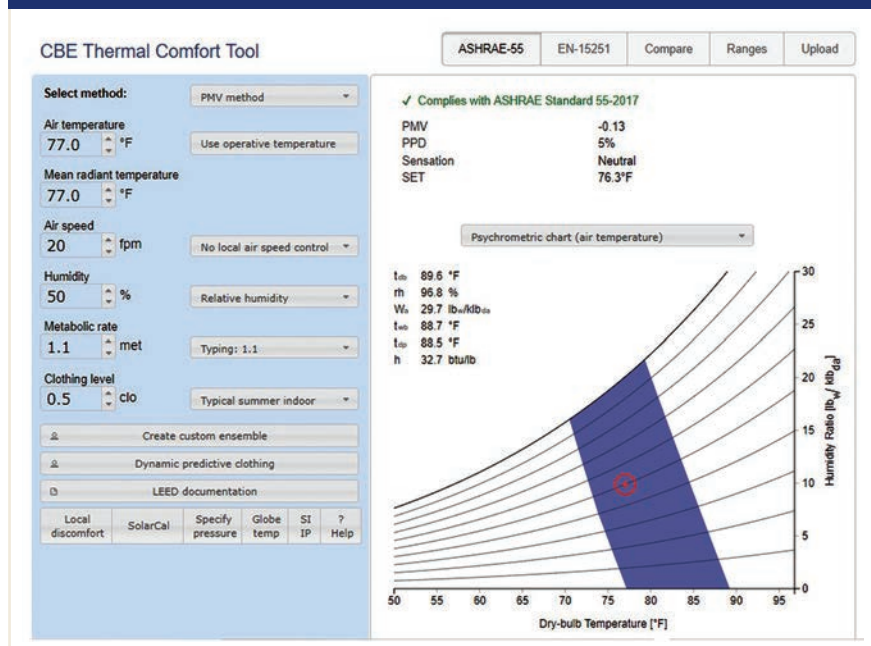 CBE Thermal Comfort Tool
ASHRAE-55 EN-15251 Compare Ranges Upload
Select method: PMV method
Air temperature
77.0 °F Use operative temperature
Mean radiant temperature
77.0 °F
Air speed
20 fpm No local air speed control
Humidity
50 % Relative humidity
Metabolic rate
1.1 met Typing: 1.1
Clothing level
0.5 clo Typical summer indoor
Create custom ensemble
Dynamic predictive clothing
LEED documentation
Local discomfort SolarCal Specify pressure Globe temp SI IP ? Help
✓ Complies with ASHRAE Standard 55-2017
PMV -0.13
PPD 5%
Sensation Neutral
SET 76.3°F
Psychrometric chart (air temperature)
tdb 89.6 °F
rh 96.8 %
Wa 29.7 lbw/klbda
twb 88.7 °F
tdp 88.5 °F
h 32.7 btu/lb
30
25
20
15
10
5
0
Humidity Ratio [lbw/ klbda]
50 55 60 65 70 75 80 85 90 95
Dry-bulb Temperature [°F]